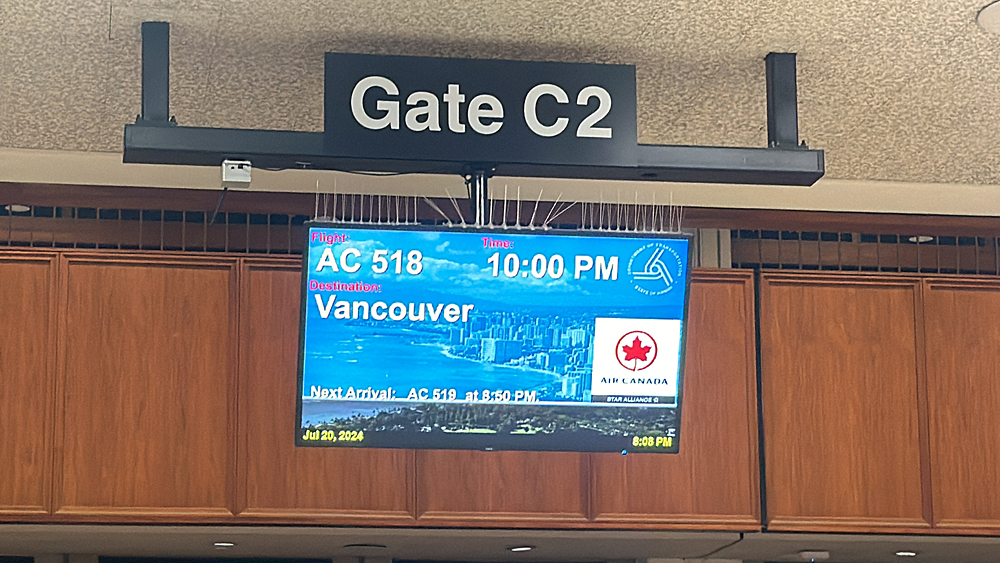 Gate C2
Flight:
AC 518
Time:
10:00 PM
Destination:
Vancouver
AIR CANADA
STAR ALLIANCE
Next Arrival: AC 519 at 8:50 PM.
Jul 20, 2024
8:08 PM